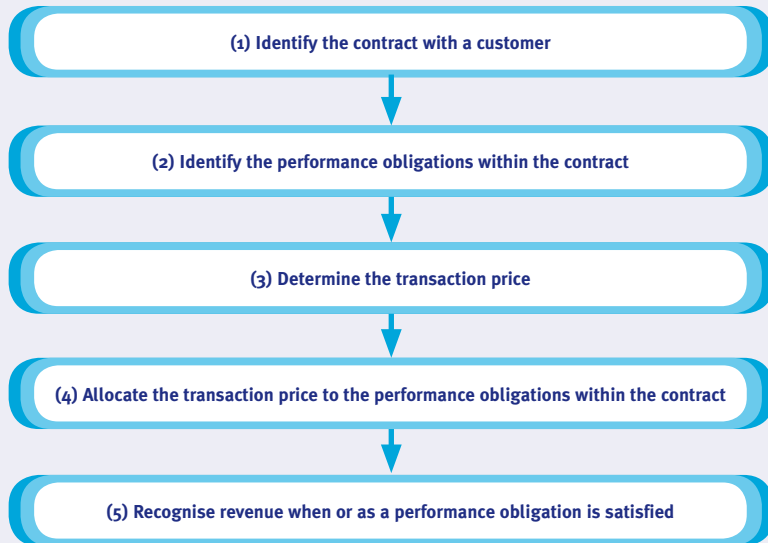 (1) Identify the contract with a customer
(2) Identify the performance obligations within the contract
(3) Determine the transaction price
(4) Allocate the transaction price to the performance obligations within the contract
(5) Recognise revenue when or as a performance obligation is satisfied